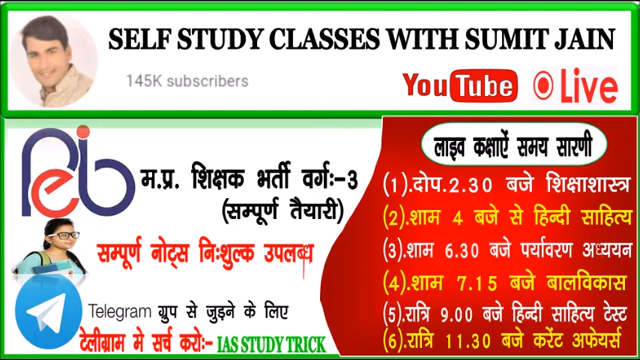 SELF STUDY CLASSES WITH SUMIT JAIN
145K subscribers
YouTube Live
Peb
म.प्र. शिक्षक भर्ती वर्गः-3
(सम्पूर्ण तैयारी)
सम्पूर्ण नोट्स निःशुल्क उपलब्ध
Telegram ग्रुप से जुड़ने के लिए
टेलीग्राम मे सर्च करोः- IAS STUDY TRICK
लाइव कक्षाऐं समय सारणी
(1).दोप.2.30 बजे शिक्षाशास्त्र
(2).शाम 4 बजे से हिन्दी साहित्य
(3).शाम 6.30 बजे पर्यावरण अध्ययन
(4).शाम 7.15 बजे बालविकास
(5).रात्रि 9.00 बजे हिन्दी साहित्य टेस्ट
(6).रात्रि 11.30 बजे करेंट अफेयर्स